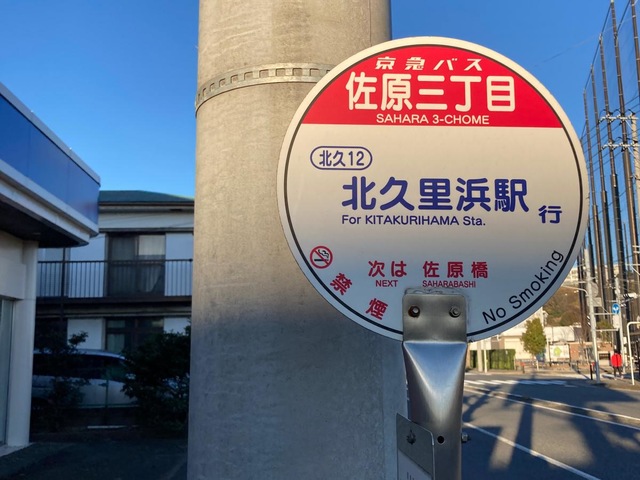 京急バス
佐原三丁目
SAHARA 3-CHOME
北久12
北久里浜駅 行
For KITAKURIHAMA Sta.
次は 佐原橋
NEXT SAHARABASHI
禁煙
No Smoking